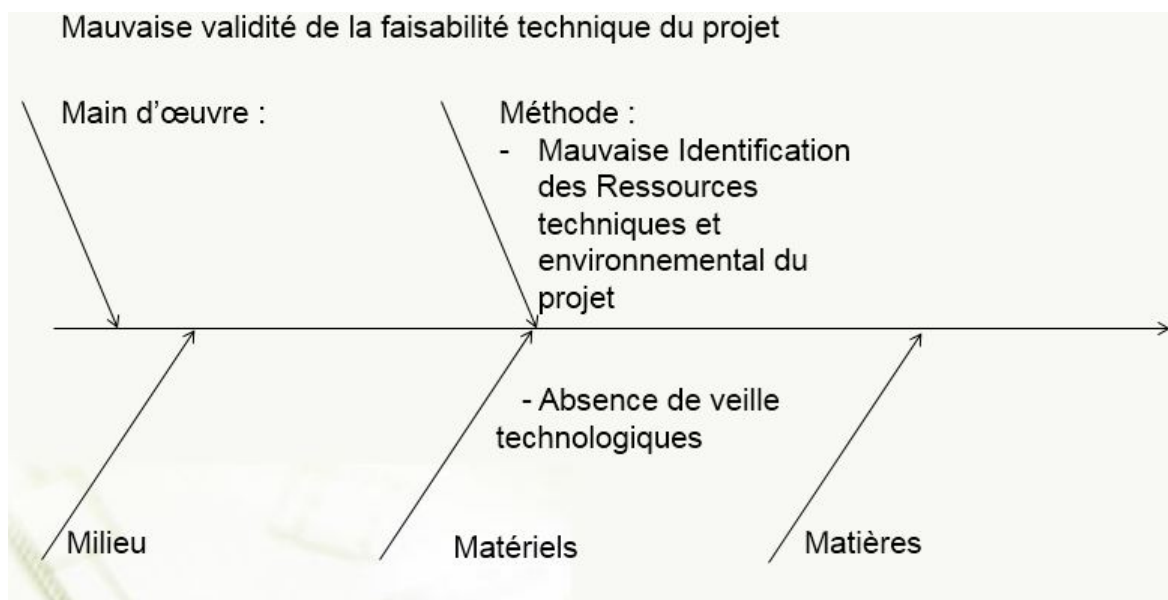 Mauvaise validité de la faisabilité technique du projet
Main d'œuvre :
Méthode :
- Mauvaise Identification
des Ressources
techniques et
environnemental du
projet
- Absence de veille
technologiques
Milieu
Matériels
Matières